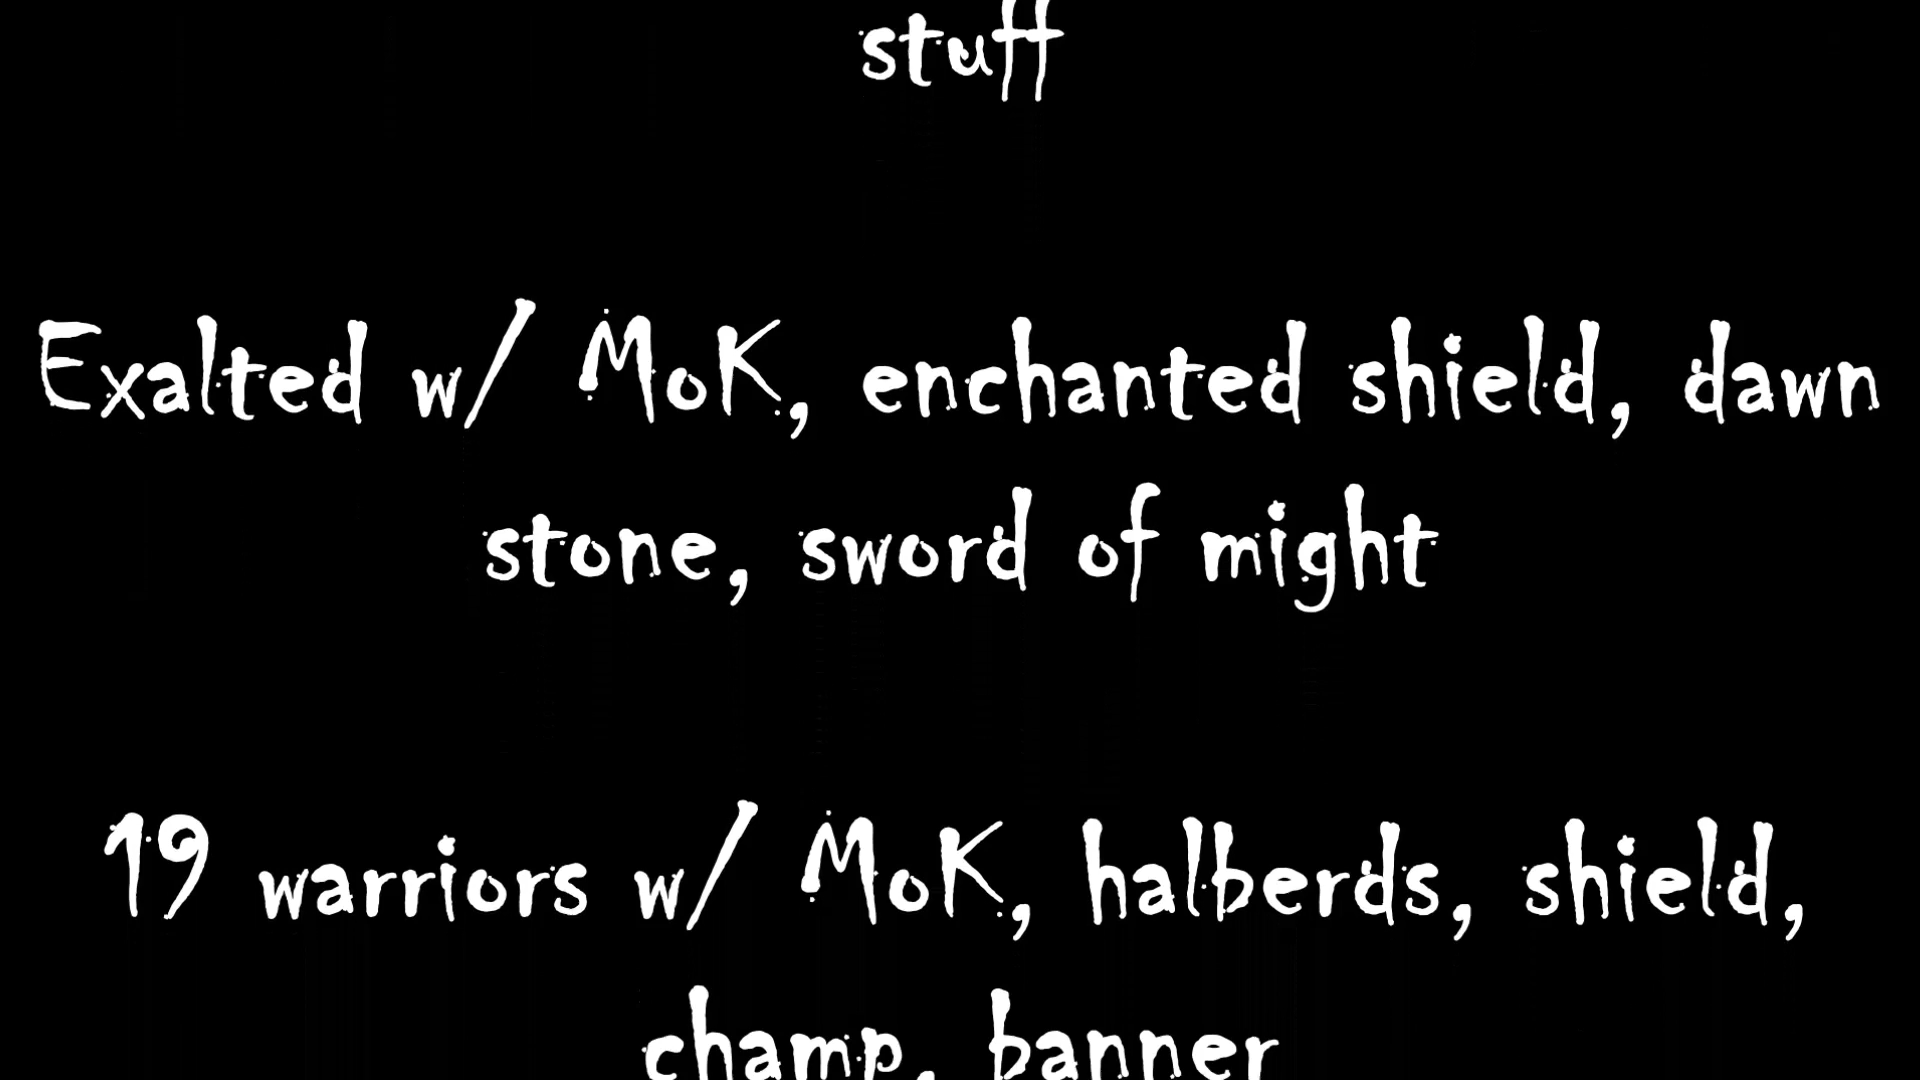 stuff
Exalted w/ MoK, enchanted shield, dawn
stone, sword of might
19 warriors w/ MoK, halberds, shield,
champ, banner